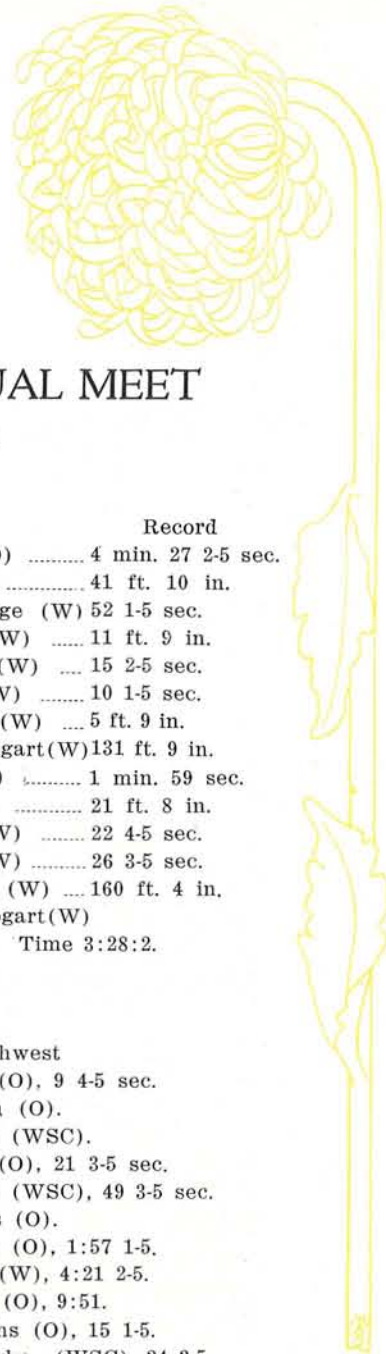 UAL MEET
Record
) ......... 4 min. 27 2-5 sec.
............. 41 ft. 10 in.
ge (W) 52 1-5 sec.
W) ...... 11 ft. 9 in.
(W) .... 15 2-5 sec.
V) ........ 10 1-5 sec.
(W) .... 5 ft. 9 in.
gart(W)131 ft. 9 in.
) ......... 1 min. 59 sec.
............ 21 ft. 8 in.
V) ....... 22 4-5 sec.
V) ......... 26 3-5 sec.
(W) .... 160 ft. 4 in.
gart(W)
Time 3:28:2.
hwest
(O), 9 4-5 sec.
(O).
(WSC).
(O), 21 3-5 sec.
(WSC), 49 3-5 sec.
(O).
(O), 1:57 1-5.
(W), 4:21 2-5.
(O), 9:51.
ns (O), 15 1-5.
(WSC)